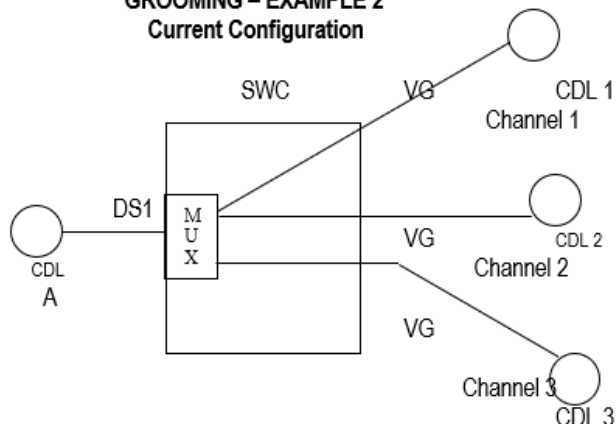 GROOMING – EXAMPLE 2
Current Configuration
SWC
VG
CDL 1
Channel 1
DS1
M
U
X
CDL
A
VG
CDL 2
Channel 2
VG
Channel 3
CDL 3